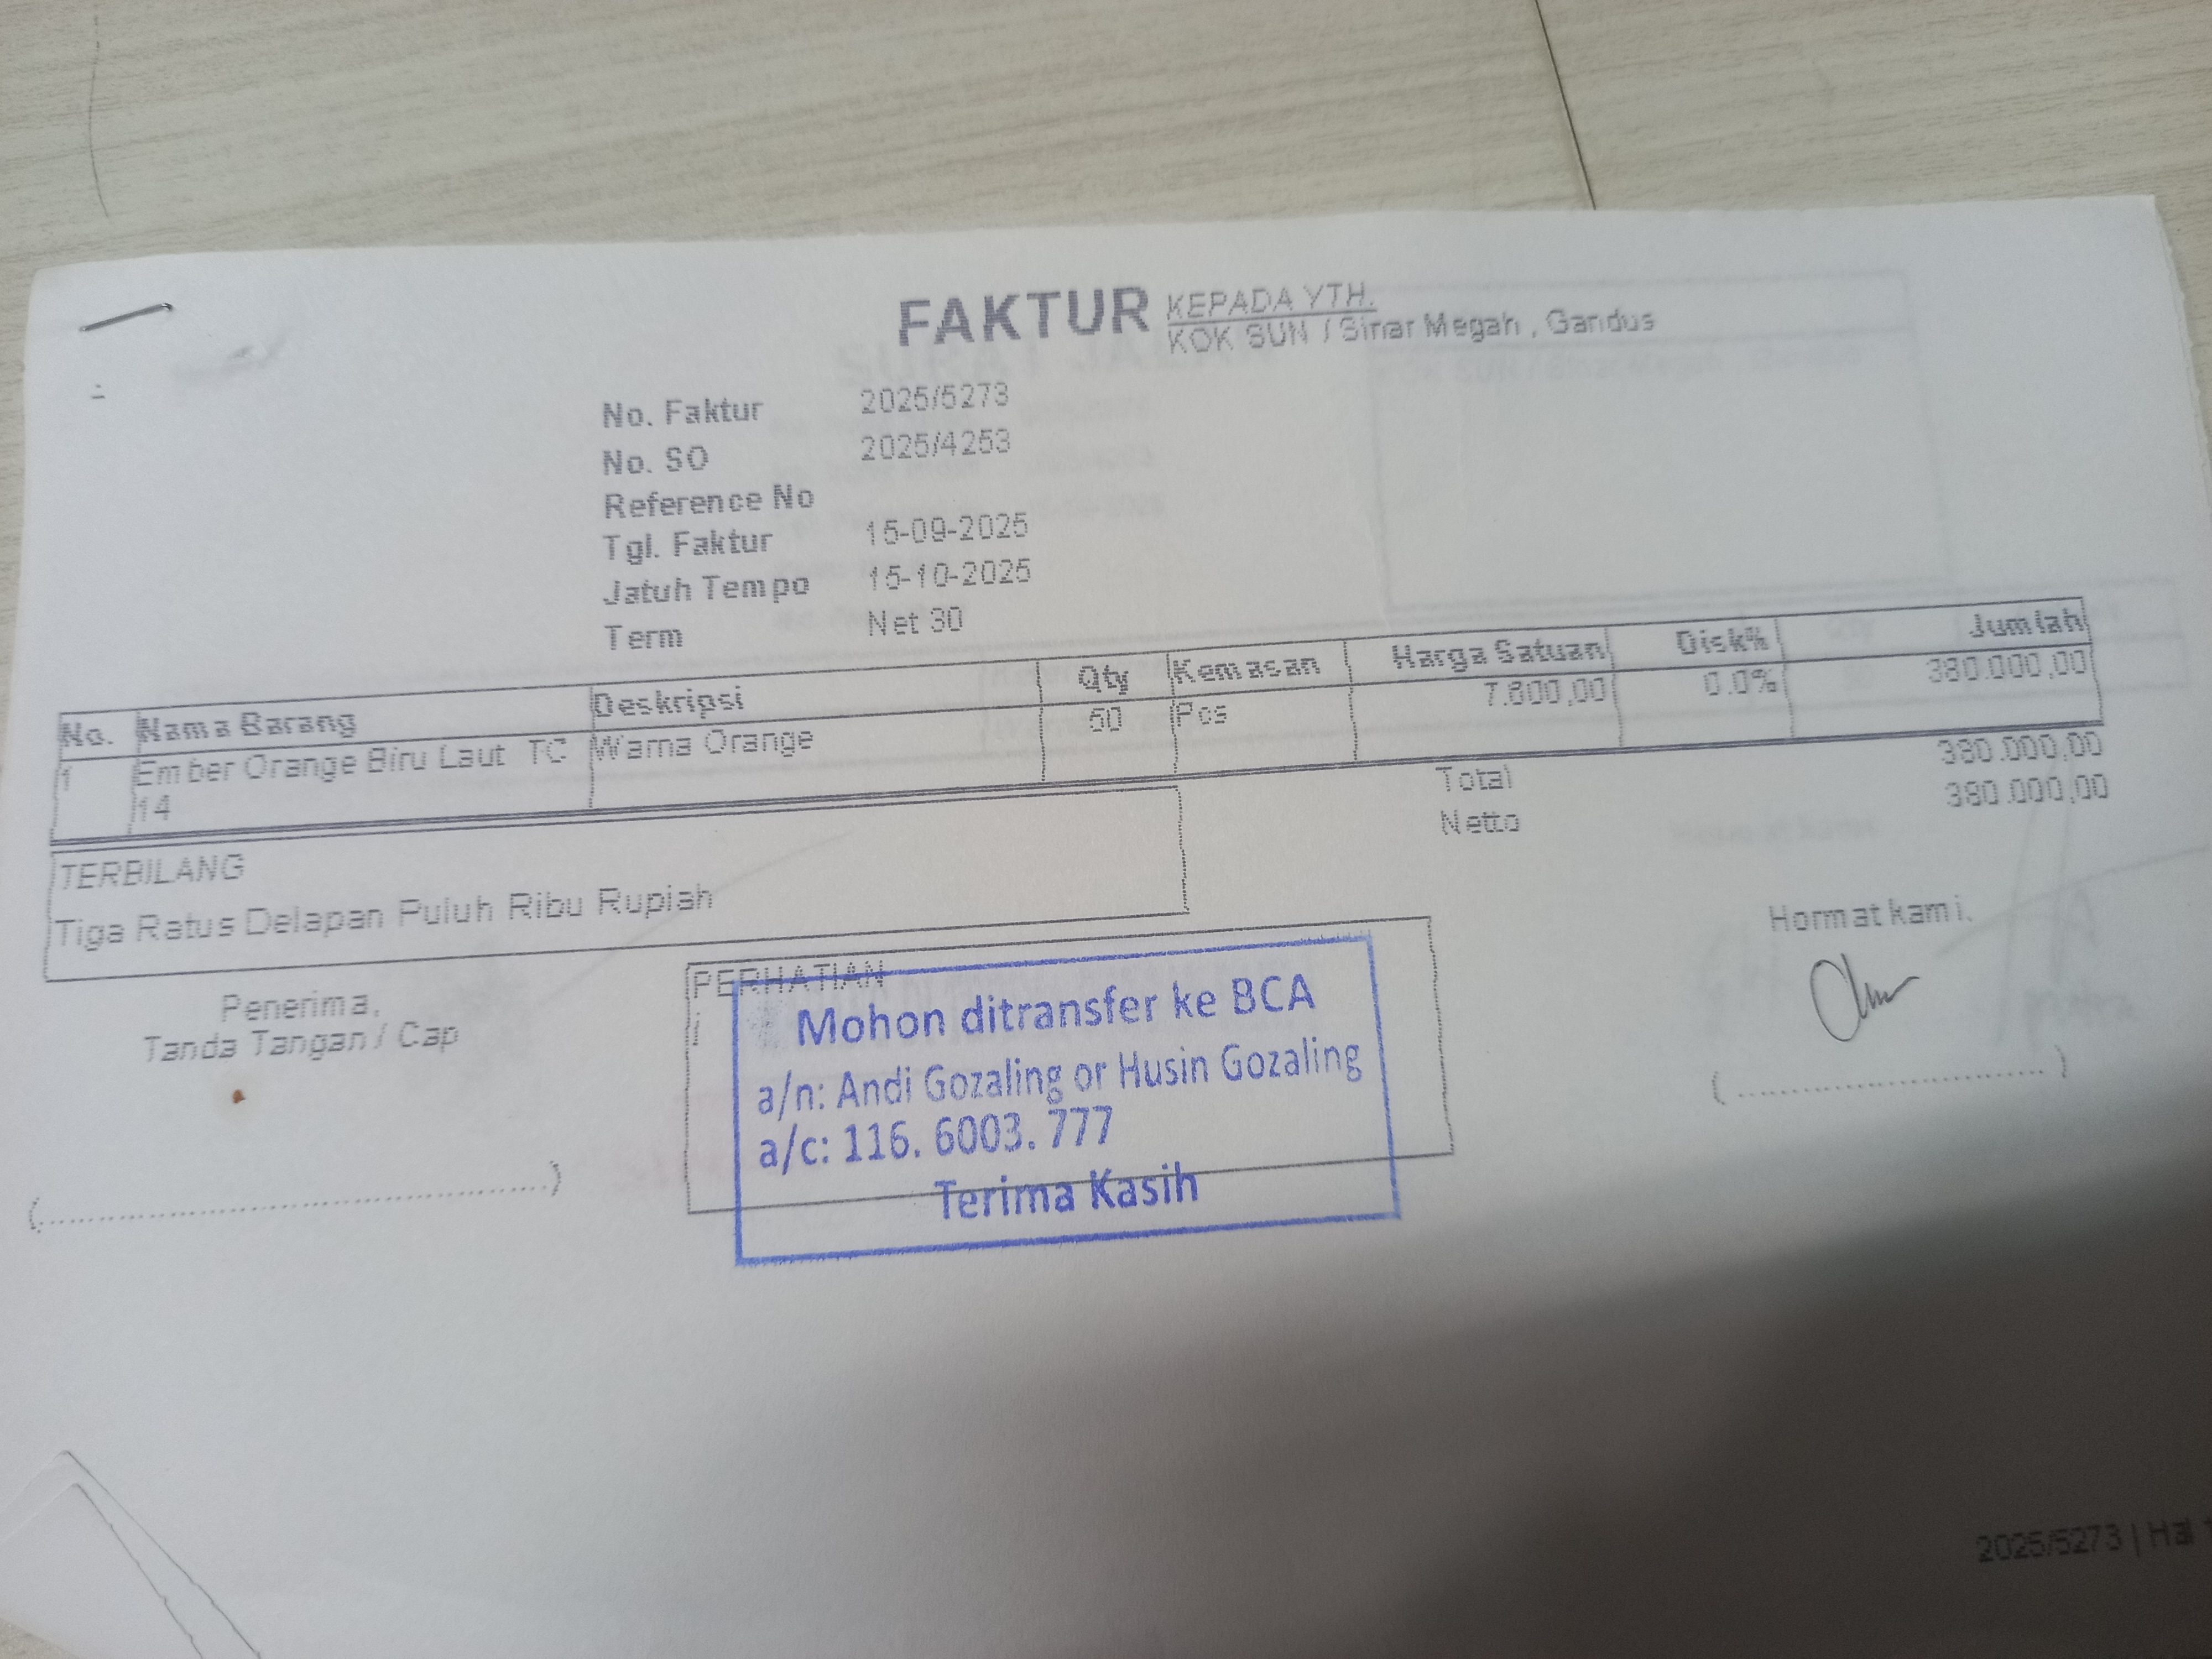 FAKTUR
KEPADA YTH.
KOK SUN / Sinar Megah , Gandus
No. Faktur 2025/5273
No. SO 2025/4253
Reference No
Tgl. Faktur 15-09-2025
Jatuh Tempo 15-10-2025
Term Net 30
No. Nama Barang Deskripsi Qty Kemasan Harga Satuan Disk% Jumlah
1 Ember Orange Biru Laut TC Warna Orange 50 Pcs 7.600,00 0.0% 380.000,00
14
Total 380.000,00
Netto 380.000,00
TERBILANG
Tiga Ratus Delapan Puluh Ribu Rupiah
Penerima,
Tanda Tangan / Cap
(..........................................................)
PERHATIAN
Mohon ditransfer ke BCA
a/n: Andi Gozaling or Husin Gozaling
a/c: 116. 6003. 777
Terima Kasih
Hormat kami,
(....................................)
2025/5273 | Hal 1